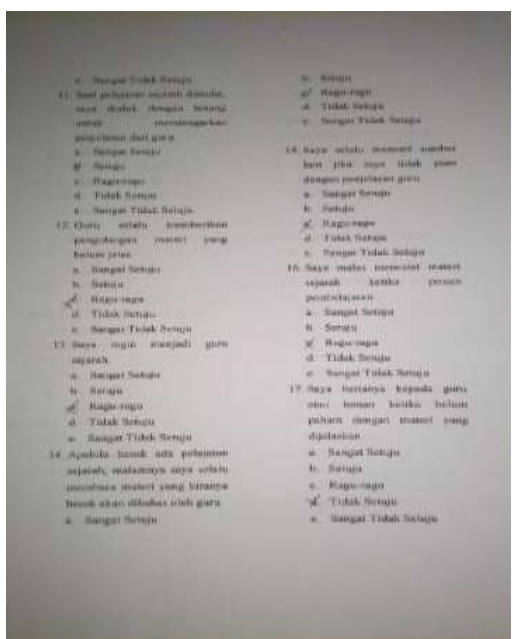 e. Sangat Tidak Setuju
11. Saat pelajaran sejarah dimulai,
saya duduk dengan tenang
untuk mendengarkan
penjelasan dari guru
a. Sangat Setuju
Setuju
c. Ragu-ragu
d. Tidak Setuju
e. Sangat Tidak Setuju
12. Guru selalu memberikan
pengulangan materi yang
belum jelas
a. Sangat Setuju
b. Setuju
Ragu-ragu
d. Tidak Setuju
e. Sangat Tidak Setuju
13. Saya ingin menjadi guru
sejarah.
a. Sangat Setuju
b. Setuju
Ragu-ragu
d. Tidak Setuju
e. Sangat Tidak Setuju
14. Apabila besok ada pelajaran
sejarah, malamnya saya selalu
membaca materi yang kiranya
besok akan dibahas oleh guru.
a. Sangat Setuju
b. Setuju
Ragu-ragu
d. Tidak Setuju
e. Sangat Tidak Setuju
selalu mencari sumber
lain jika saya tidak
dengan penjelasan guru
a. Sangat Setuju
b. Setuju
Ragu-ragu
d. Tidak Setuju
e. Sangat Tidak Setuju
16. Saya malas mencatat materi
sejarah ketika proses
pembelajaran.
a. Sangat Setuju
b. Setuju
Ragu-ragu
d. Tidak Setuju
e. Sangat Tidak Setuju
17. Saya bertanya kepada guru
atau teman ketika belum
paham dengan materi yang
dijelaskan.
a. Sangat Setuju
b. Setuju
c. Ragu-ragu
Tidak Setuju
e. Sangat Tidak Setuju